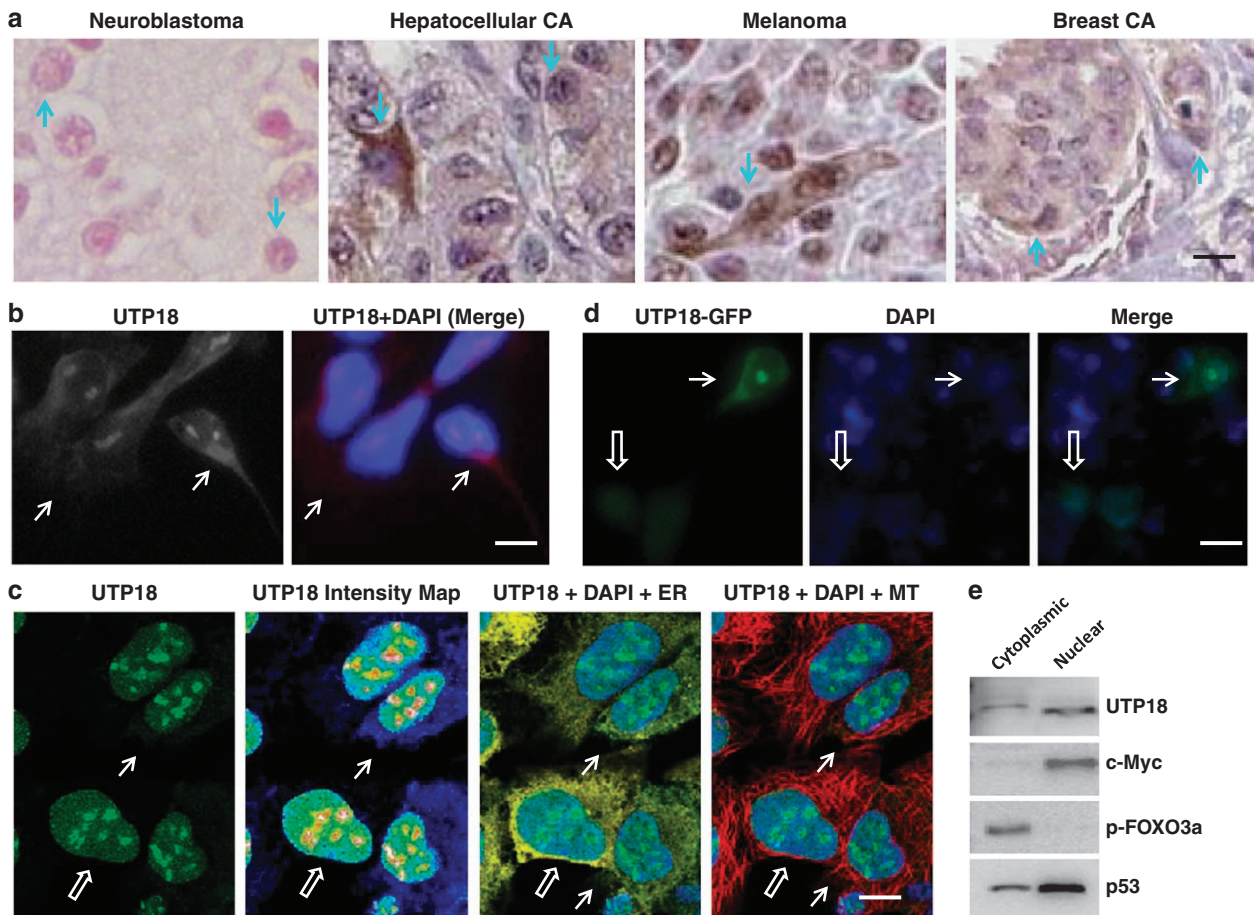 a
Neuroblastoma Hepatocellular CA Melanoma Breast CA
b
UTP18 UTP18+DAPI (Merge)
d
UTP18-GFP DAPI Merge
c
UTP18 UTP18 Intensity Map UTP18 + DAPI + ER UTP18 + DAPI + MT
e
Cytoplasmic Nuclear
UTP18
c-Myc
p-FOXO3a
p53